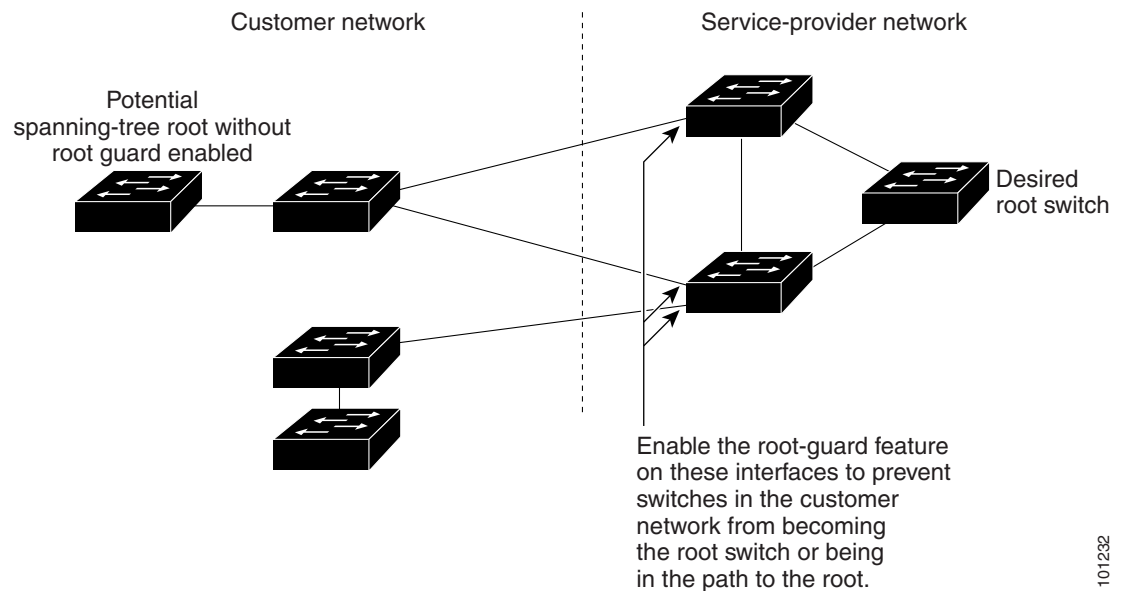 Customer network
Service-provider network
Potential
spanning-tree root without
root guard enabled
Desired
root switch
Enable the root-guard feature
on these interfaces to prevent
switches in the customer
network from becoming
the root switch or being
in the path to the root.
101232